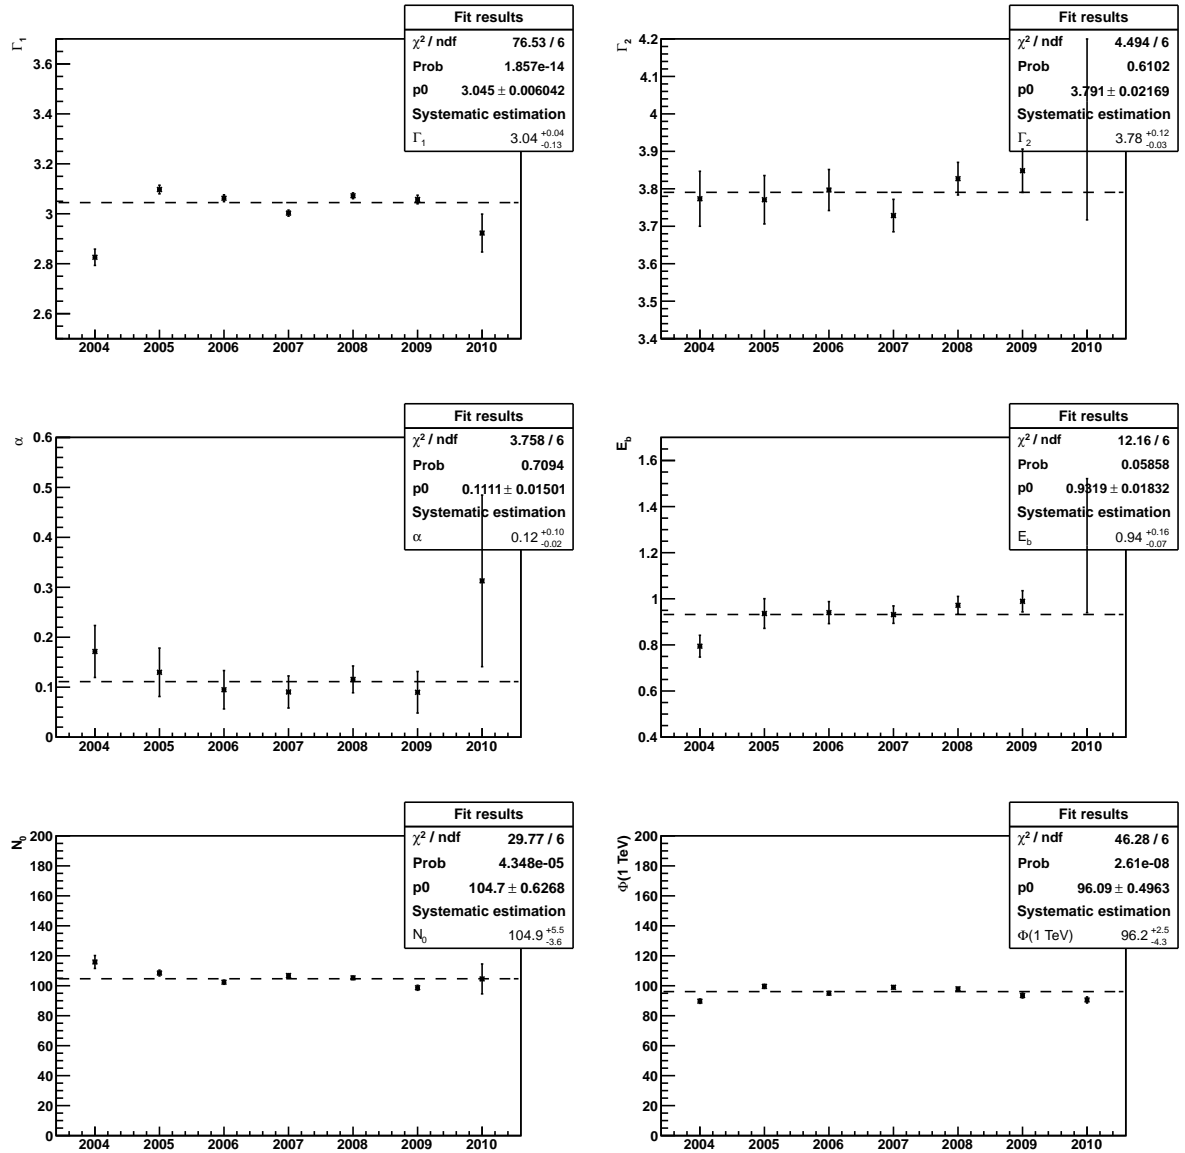 Γ₁
3.6
3.4
3.2
3
2.8
2.6
2004 2005 2006 2007 2008 2009 2010
Fit results
χ² / ndf 76.53 / 6
Prob 1.857e-14
p0 3.045 ± 0.006042
Systematic estimation
Γ₁ 3.04 +0.04 -0.13
Γ₂
4.2
4.1
4
3.9
3.8
3.7
3.6
3.5
3.4
2004 2005 2006 2007 2008 2009 2010
Fit results
χ² / ndf 4.494 / 6
Prob 0.6102
p0 3.791 ± 0.02169
Systematic estimation
Γ₂ 3.78 +0.12 -0.03
α
0.6
0.5
0.4
0.3
0.2
0.1
0
2004 2005 2006 2007 2008 2009 2010
Fit results
χ² / ndf 3.758 / 6
Prob 0.7094
p0 0.1111 ± 0.01501
Systematic estimation
α 0.12 +0.10 -0.02
E_b
1.6
1.4
1.2
1
0.8
0.6
0.4
2004 2005 2006 2007 2008 2009 2010
Fit results
χ² / ndf 12.16 / 6
Prob 0.05858
p0 0.9319 ± 0.01832
Systematic estimation
E_b 0.94 +0.16 -0.07
N₀
200
180
160
140
120
100
80
60
40
20
0
2004 2005 2006 2007 2008 2009 2010
Fit results
χ² / ndf 29.77 / 6
Prob 4.348e-05
p0 104.7 ± 0.6268
Systematic estimation
N₀ 104.9 +5.5 -3.6
Φ(1 TeV)
200
180
160
140
120
100
80
60
40
20
0
2004 2005 2006 2007 2008 2009 2010
Fit results
χ² / ndf 46.28 / 6
Prob 2.61e-08
p0 96.09 ± 0.4963
Systematic estimation
Φ(1 TeV) 96.2 +2.5 -4.3